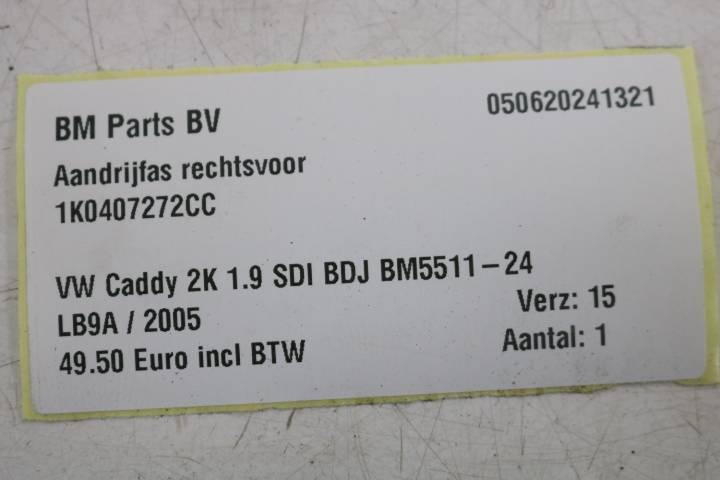 BM Parts BV 050620241321
Aandrijfas rechtsvoor
1K0407272CC
VW Caddy 2K 1.9 SDI BDJ BM5511-24
LB9A / 2005 Verz: 15
49.50 Euro incl BTW Aantal: 1